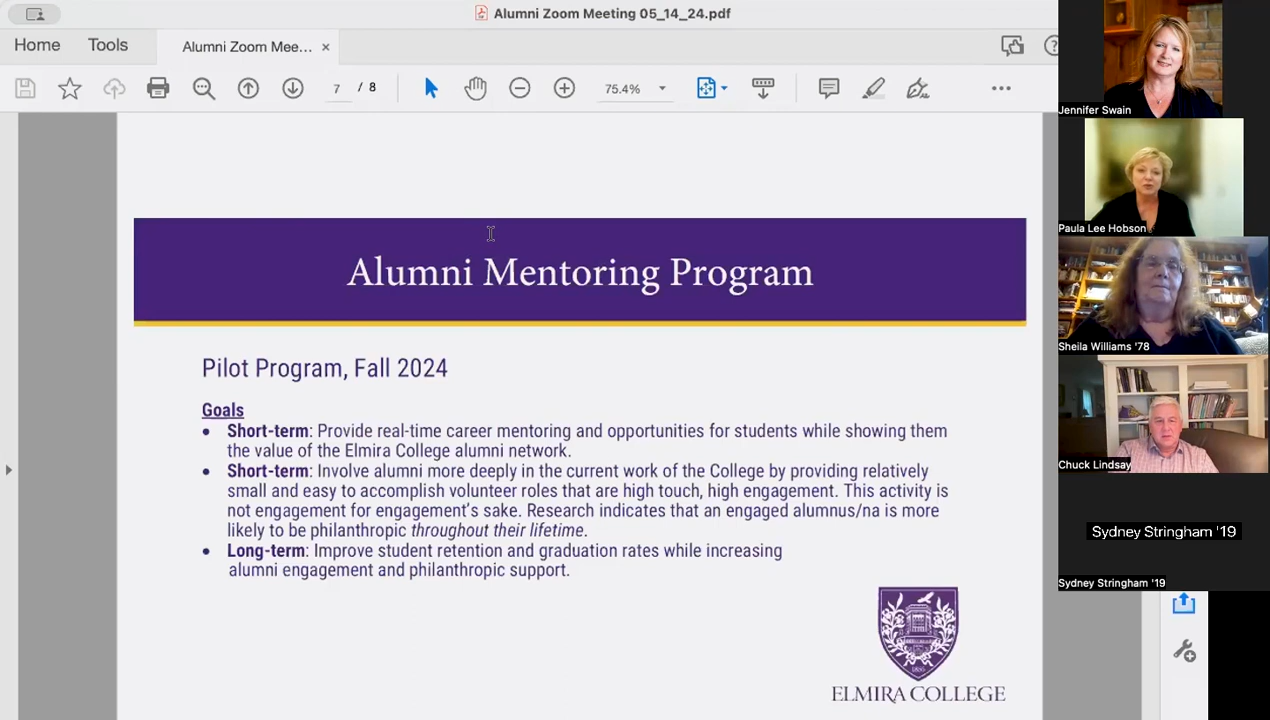 Alumni Zoom Meeting 05_14_24.pdf
Home
Tools
Alumni Zoom Mee...
7 / 8
75.4%
Alumni Mentoring Program
Pilot Program, Fall 2024
Goals
Short-term: Provide real-time career mentoring and opportunities for students while showing them
the value of the Elmira College alumni network.
Short-term: Involve alumni more deeply in the current work of the College by providing relatively
small and easy to accomplish volunteer roles that are high touch, high engagement. This activity is
not engagement for engagement's sake. Research indicates that an engaged alumnus/na is more
likely to be philanthropic throughout their lifetime.
Long-term: Improve student retention and graduation rates while increasing
alumni engagement and philanthropic support.
ELMIRA COLLEGE
Jennifer Swain
Paula Lee Hobson
Sheila Williams '78
Chuck Lindsay
Sydney Stringham '19
Sydney Stringham '19